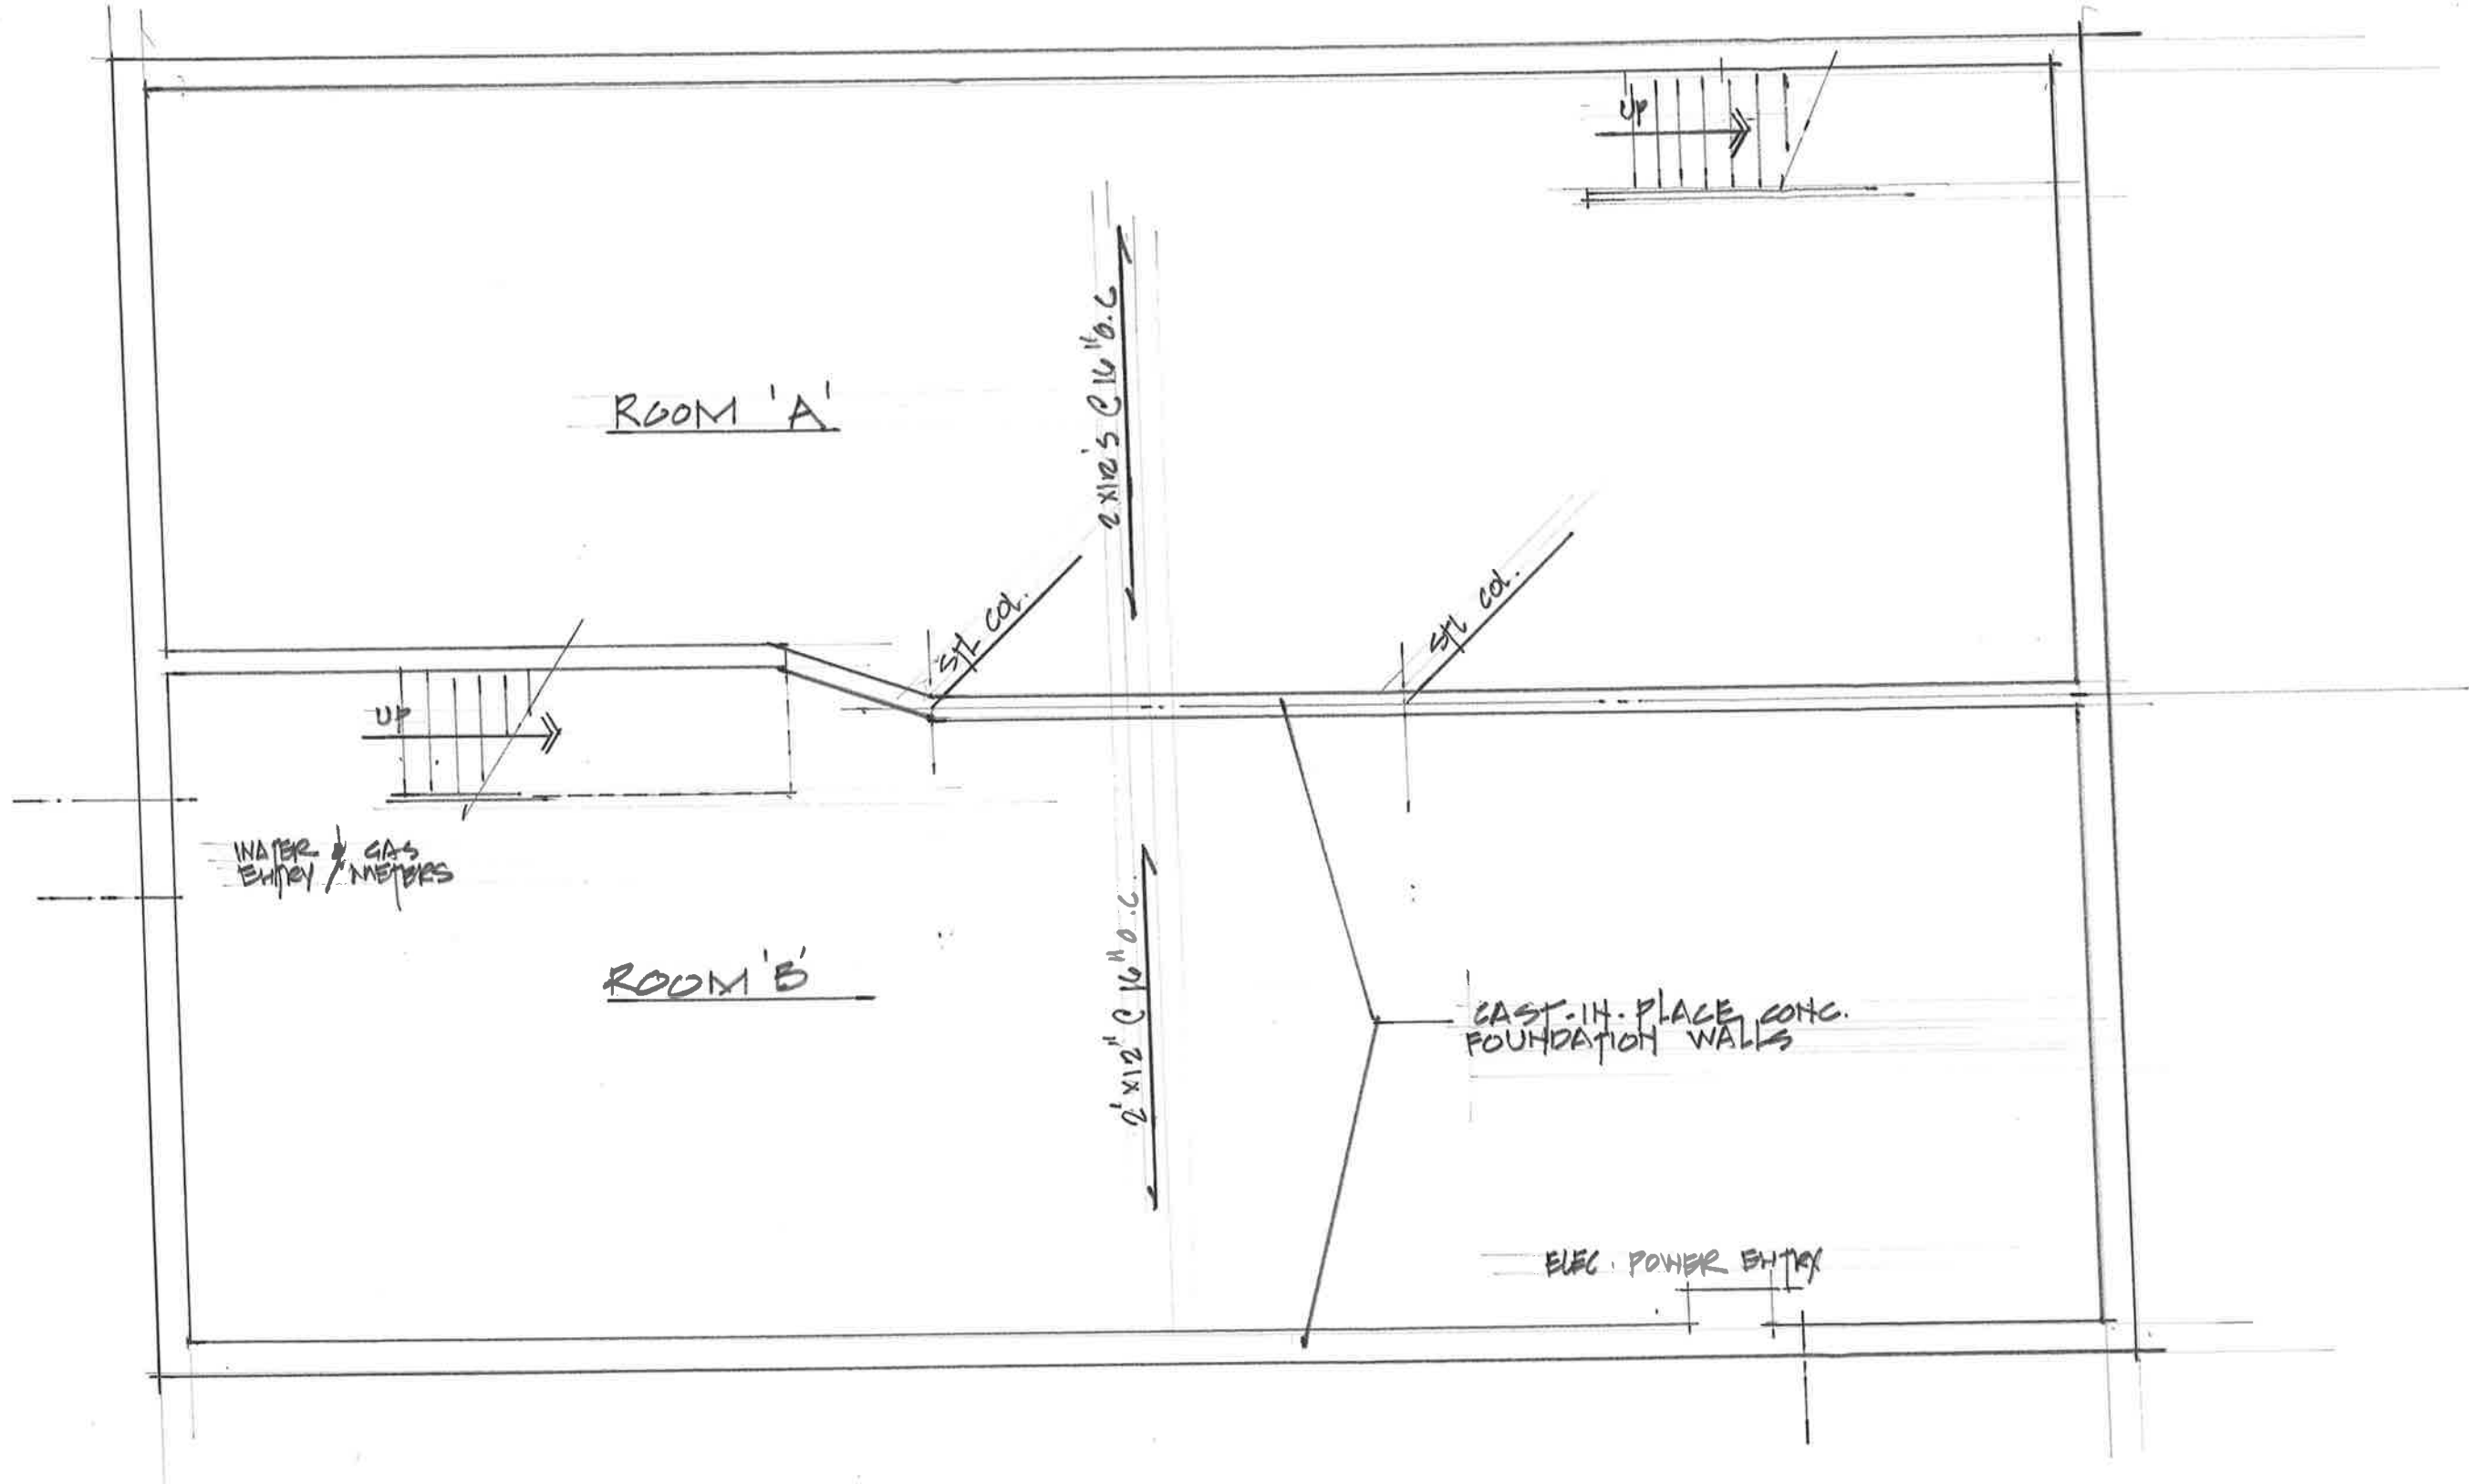 UP
2x12's @ 16" o.c
ROOM 'A'
STL COL.
STL COL.
UP
WATER & GAS
ENTRY / METERS
ROOM 'B'
2"x12" @ 16" o.c.
CAST-IN-PLACE CONC.
FOUNDATION WALLS
ELEC. POWER ENTRY